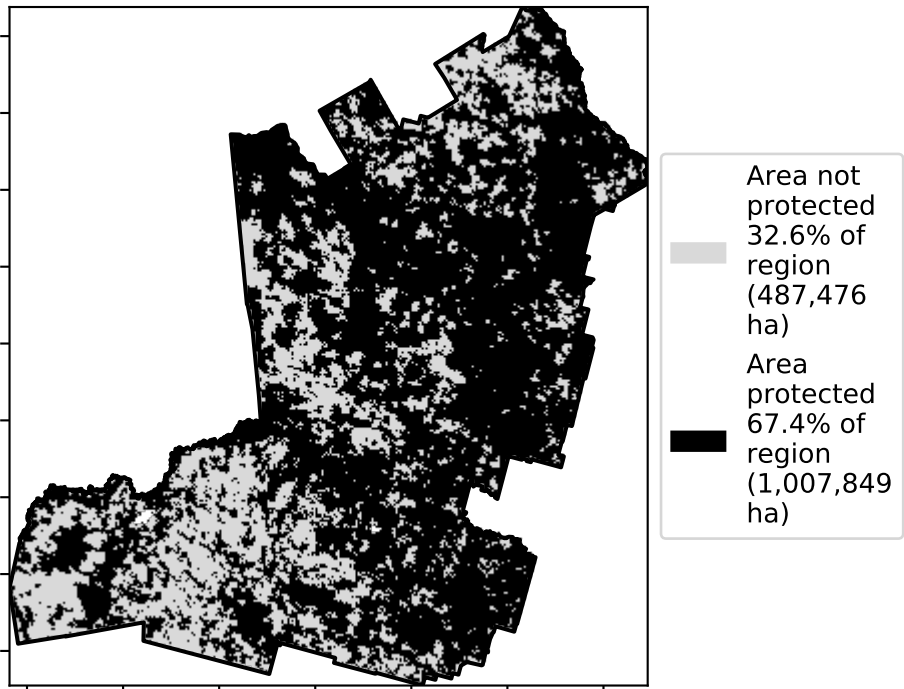 Area not
protected
32.6% of
region
(487,476
ha)
Area
protected
67.4% of
region
(1,007,849
ha)